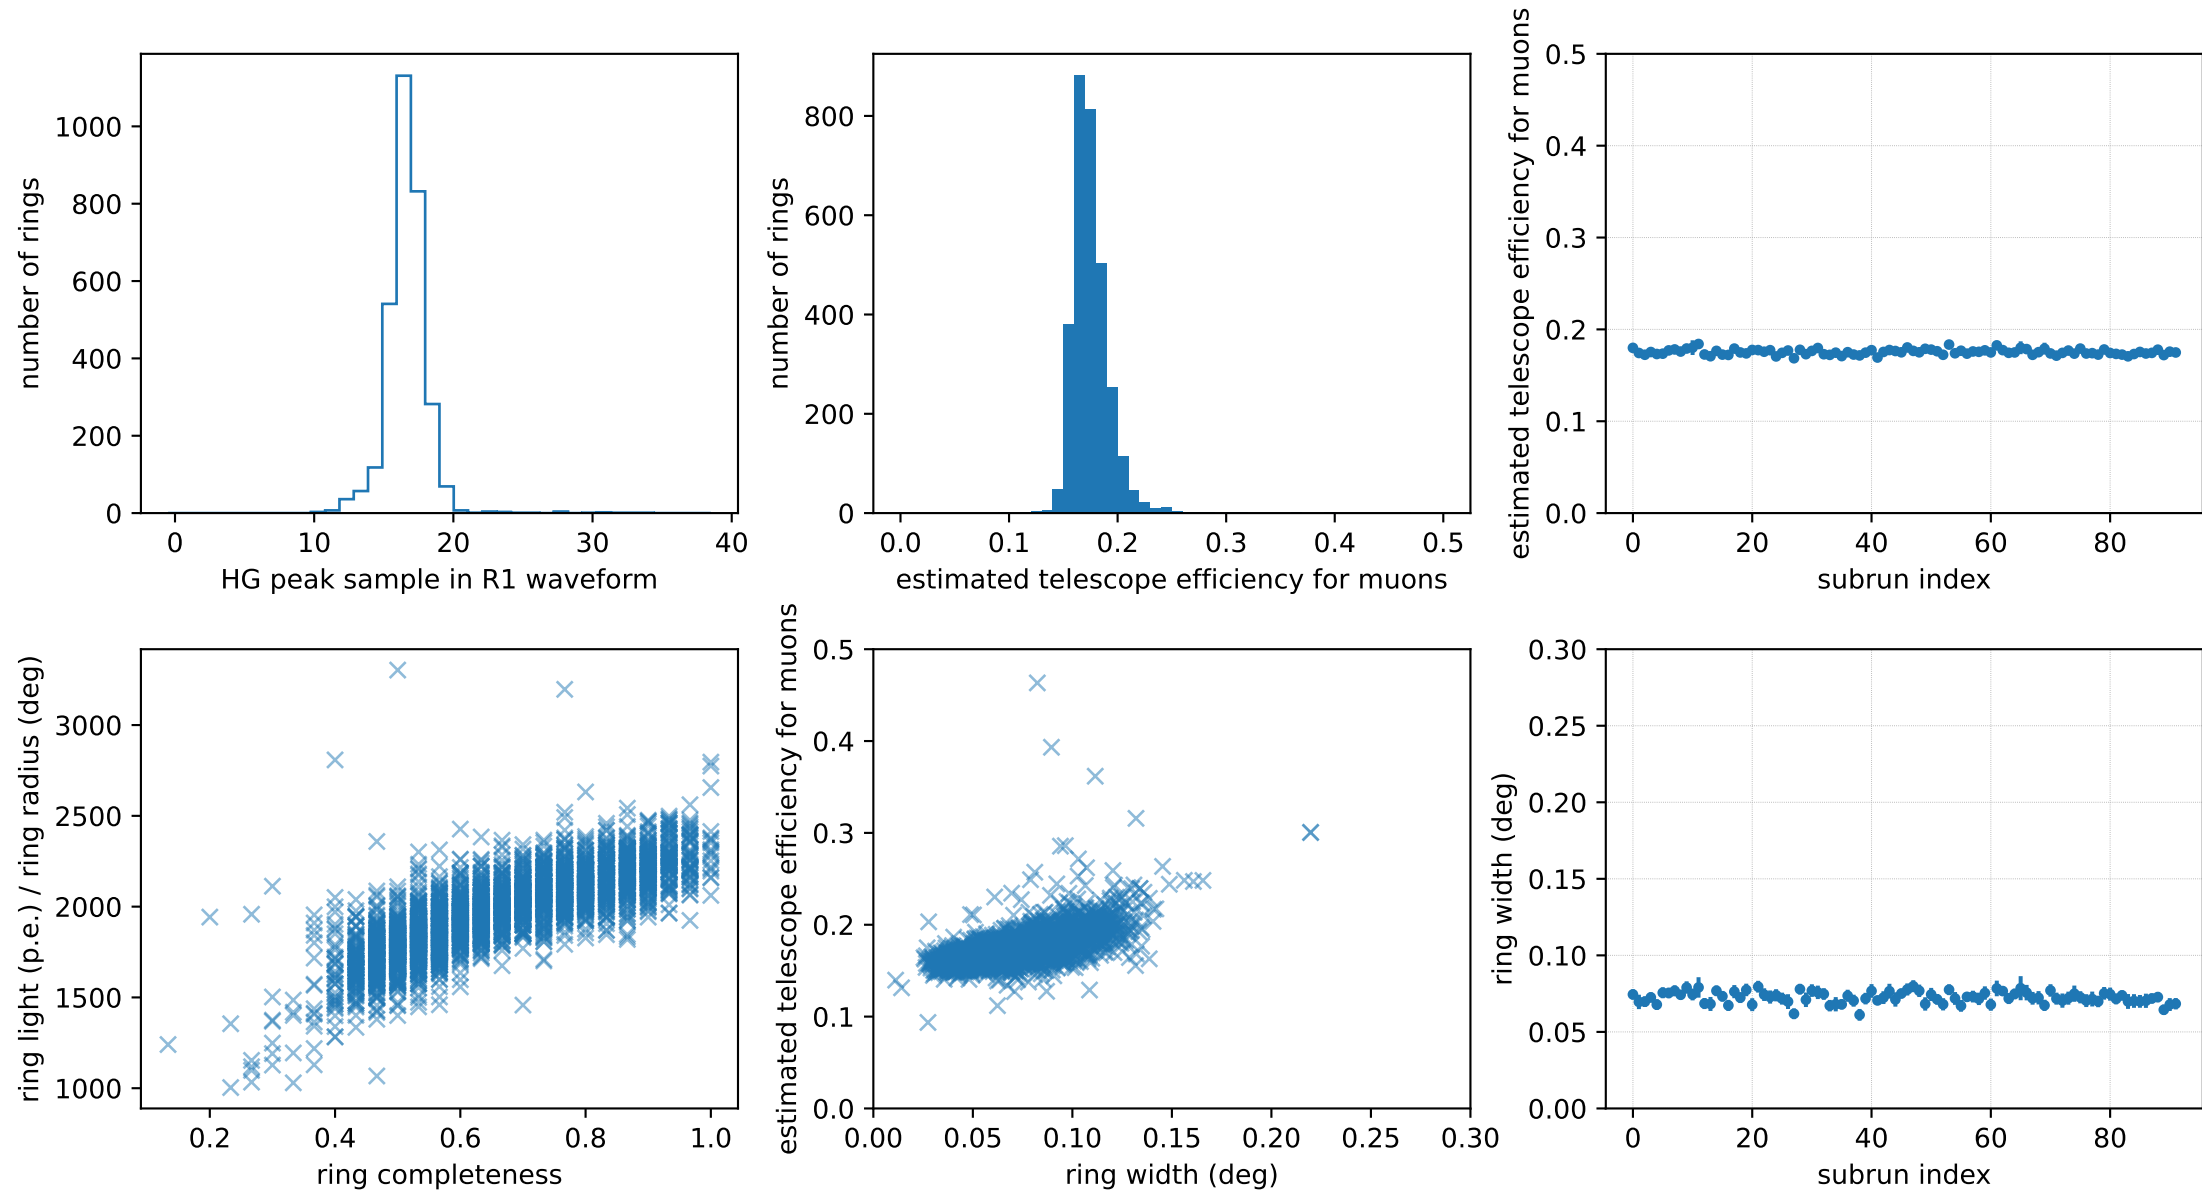 number of rings
1000
800
600
400
200
0
0 10 20 30 40
HG peak sample in R1 waveform
number of rings
800
600
400
200
0
0.0 0.1 0.2 0.3 0.4 0.5
estimated telescope efficiency for muons
estimated telescope efficiency for muons
0.5
0.4
0.3
0.2
0.1
0.0
0 20 40 60 80
subrun index
ring light (p.e.) / ring radius (deg)
3000
2500
2000
1500
1000
0.2 0.4 0.6 0.8 1.0
ring completeness
estimated telescope efficiency for muons
0.5
0.4
0.3
0.2
0.1
0.0
0.00 0.05 0.10 0.15 0.20 0.25 0.30
ring width (deg)
ring width (deg)
0.30
0.25
0.20
0.15
0.10
0.05
0.00
0 20 40 60 80
subrun index